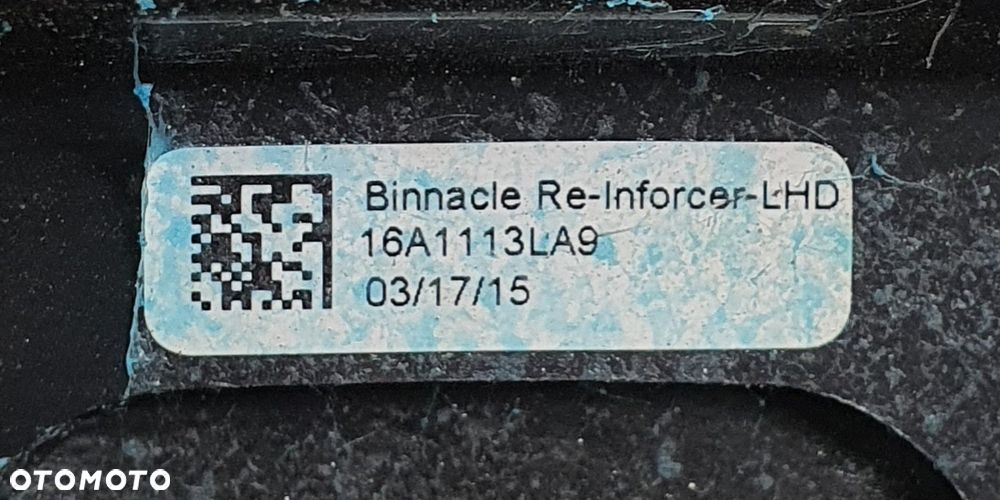 Binnacle Re-Inforcer-LHD
16A1113LA9
03/17/15
OTOMOTO